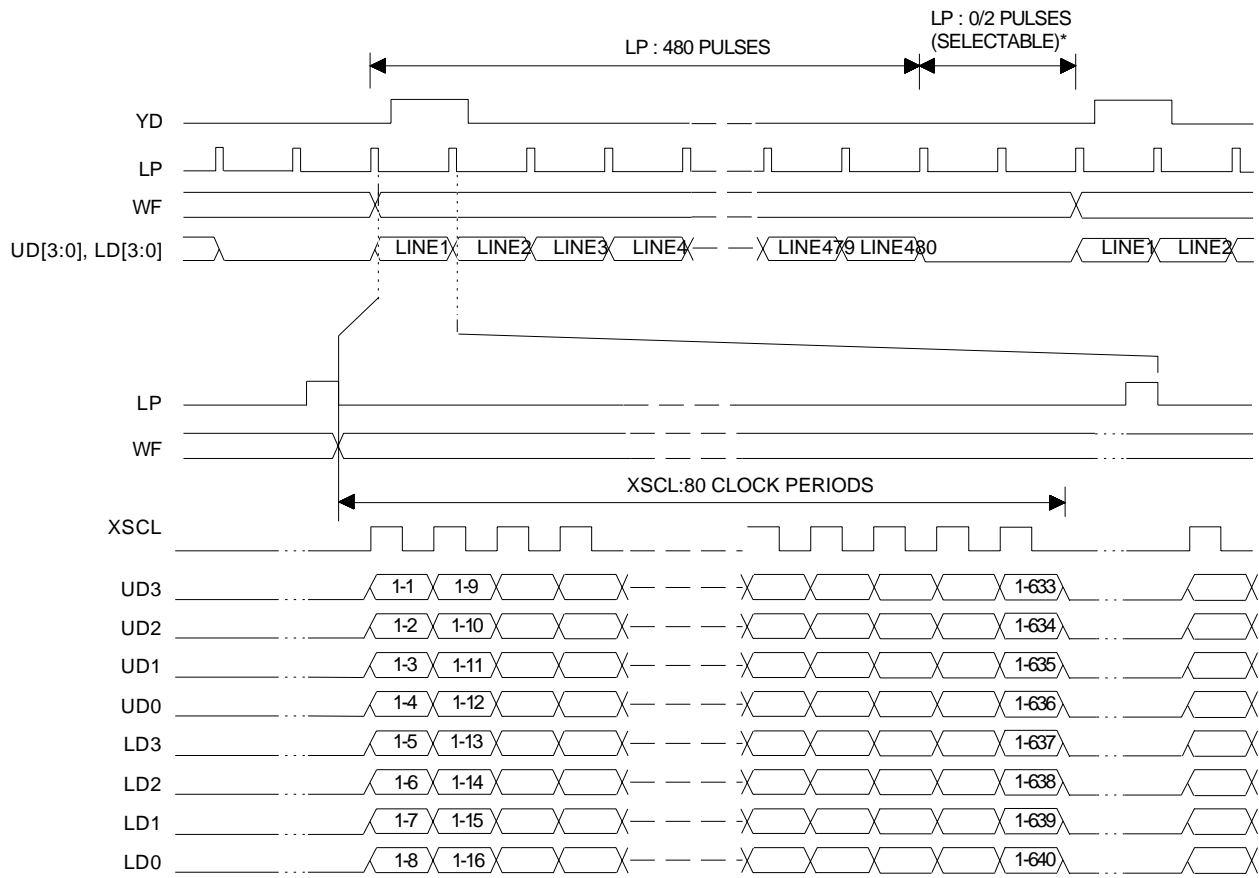 LP : 0/2 PULSES
(SELECTABLE)*
LP : 480 PULSES
YD
LP
WF
UD[3:0], LD[3:0] LINE1 LINE2 LINE3 LINE4 LINE479 LINE480 LINE1 LINE2
LP
WF
XSCL:80 CLOCK PERIODS
XSCL
UD3 1-1 1-9 1-633
UD2 1-2 1-10 1-634
UD1 1-3 1-11 1-635
UD0 1-4 1-12 1-636
LD3 1-5 1-13 1-637
LD2 1-6 1-14 1-638
LD1 1-7 1-15 1-639
LD0 1-8 1-16 1-640